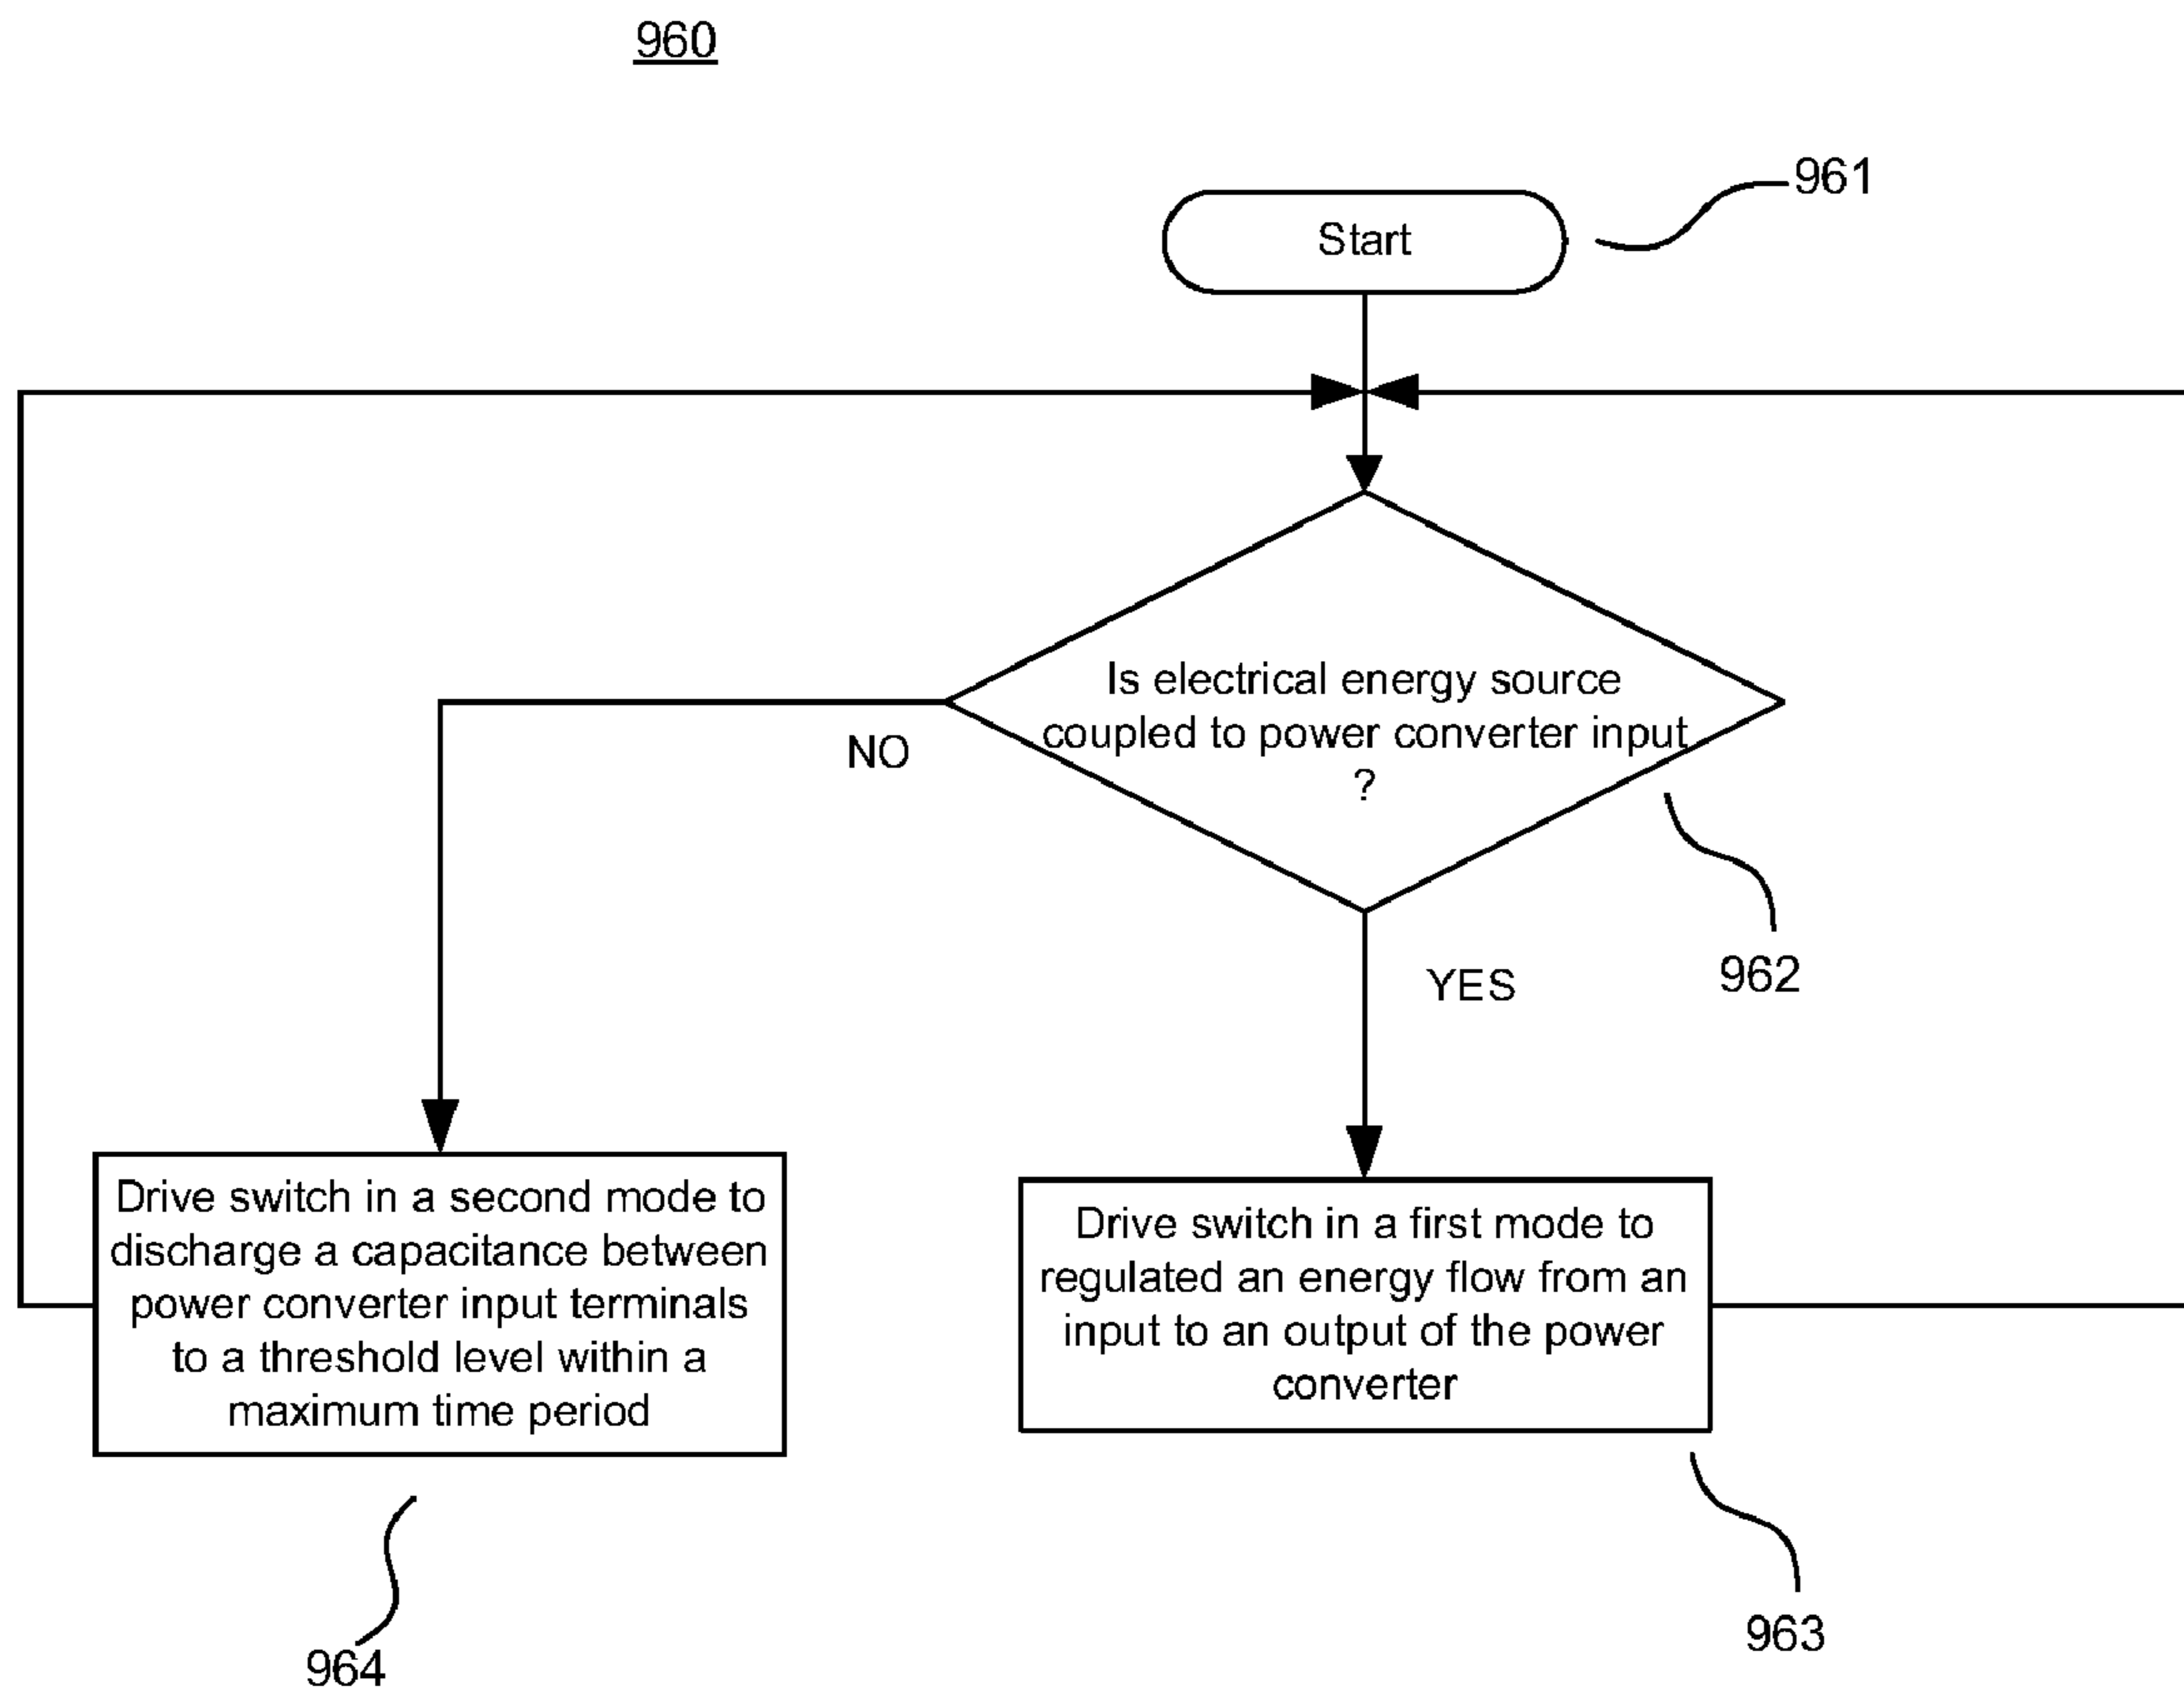 960
961
Start
Is electrical energy source
coupled to power converter input
?
NO
962
YES
Drive switch in a second mode to
discharge a capacitance between
power converter input terminals
to a threshold level within a
maximum time period
Drive switch in a first mode to
regulated an energy flow from an
input to an output of the power
converter
963
964